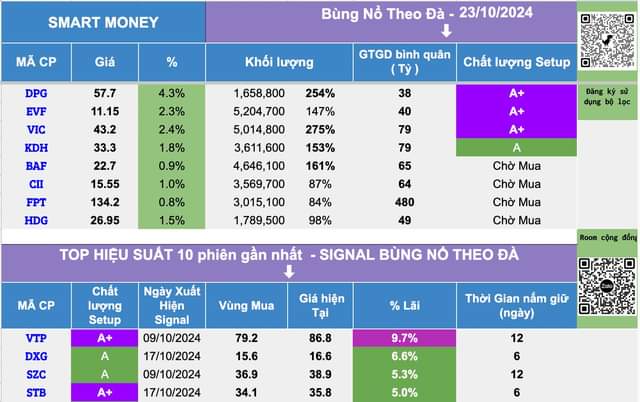 SMART MONEY
Bùng Nổ Theo Đà - 23/10/2024
MÃ CP Giá % Khối lượng GTGD bình quân ( Tỷ ) Chất lượng Setup
DPG 57.7 4.3% 1,658,800 254% 38 A+
EVF 11.15 2.3% 5,204,700 147% 40 A+
VIC 43.2 2.4% 5,014,800 275% 79 A+
KDH 33.3 1.8% 3,611,600 153% 79 A
BAF 22.7 0.9% 4,646,100 161% 65 Chờ Mua
CII 15.55 1.0% 3,569,700 87% 64 Chờ Mua
FPT 134.2 0.8% 3,015,100 84% 480 Chờ Mua
HDG 26.95 1.5% 1,789,500 98% 49 Chờ Mua
Đăng ký sử
dụng bộ lọc
Room cộng đồng
Zalo
TOP HIỆU SUẤT 10 phiên gần nhất - SIGNAL BÙNG NỔ THEO ĐÀ
MÃ CP Chất lượng Setup Ngày Xuất Hiện Signal Vùng Mua Giá hiện Tại % Lãi Thời Gian nắm giữ (ngày)
VTP A+ 09/10/2024 79.2 86.8 9.7% 12
DXG A 17/10/2024 15.6 16.6 6.6% 6
SZC A 09/10/2024 36.9 38.9 5.3% 12
STB A+ 17/10/2024 34.1 35.8 5.0% 6